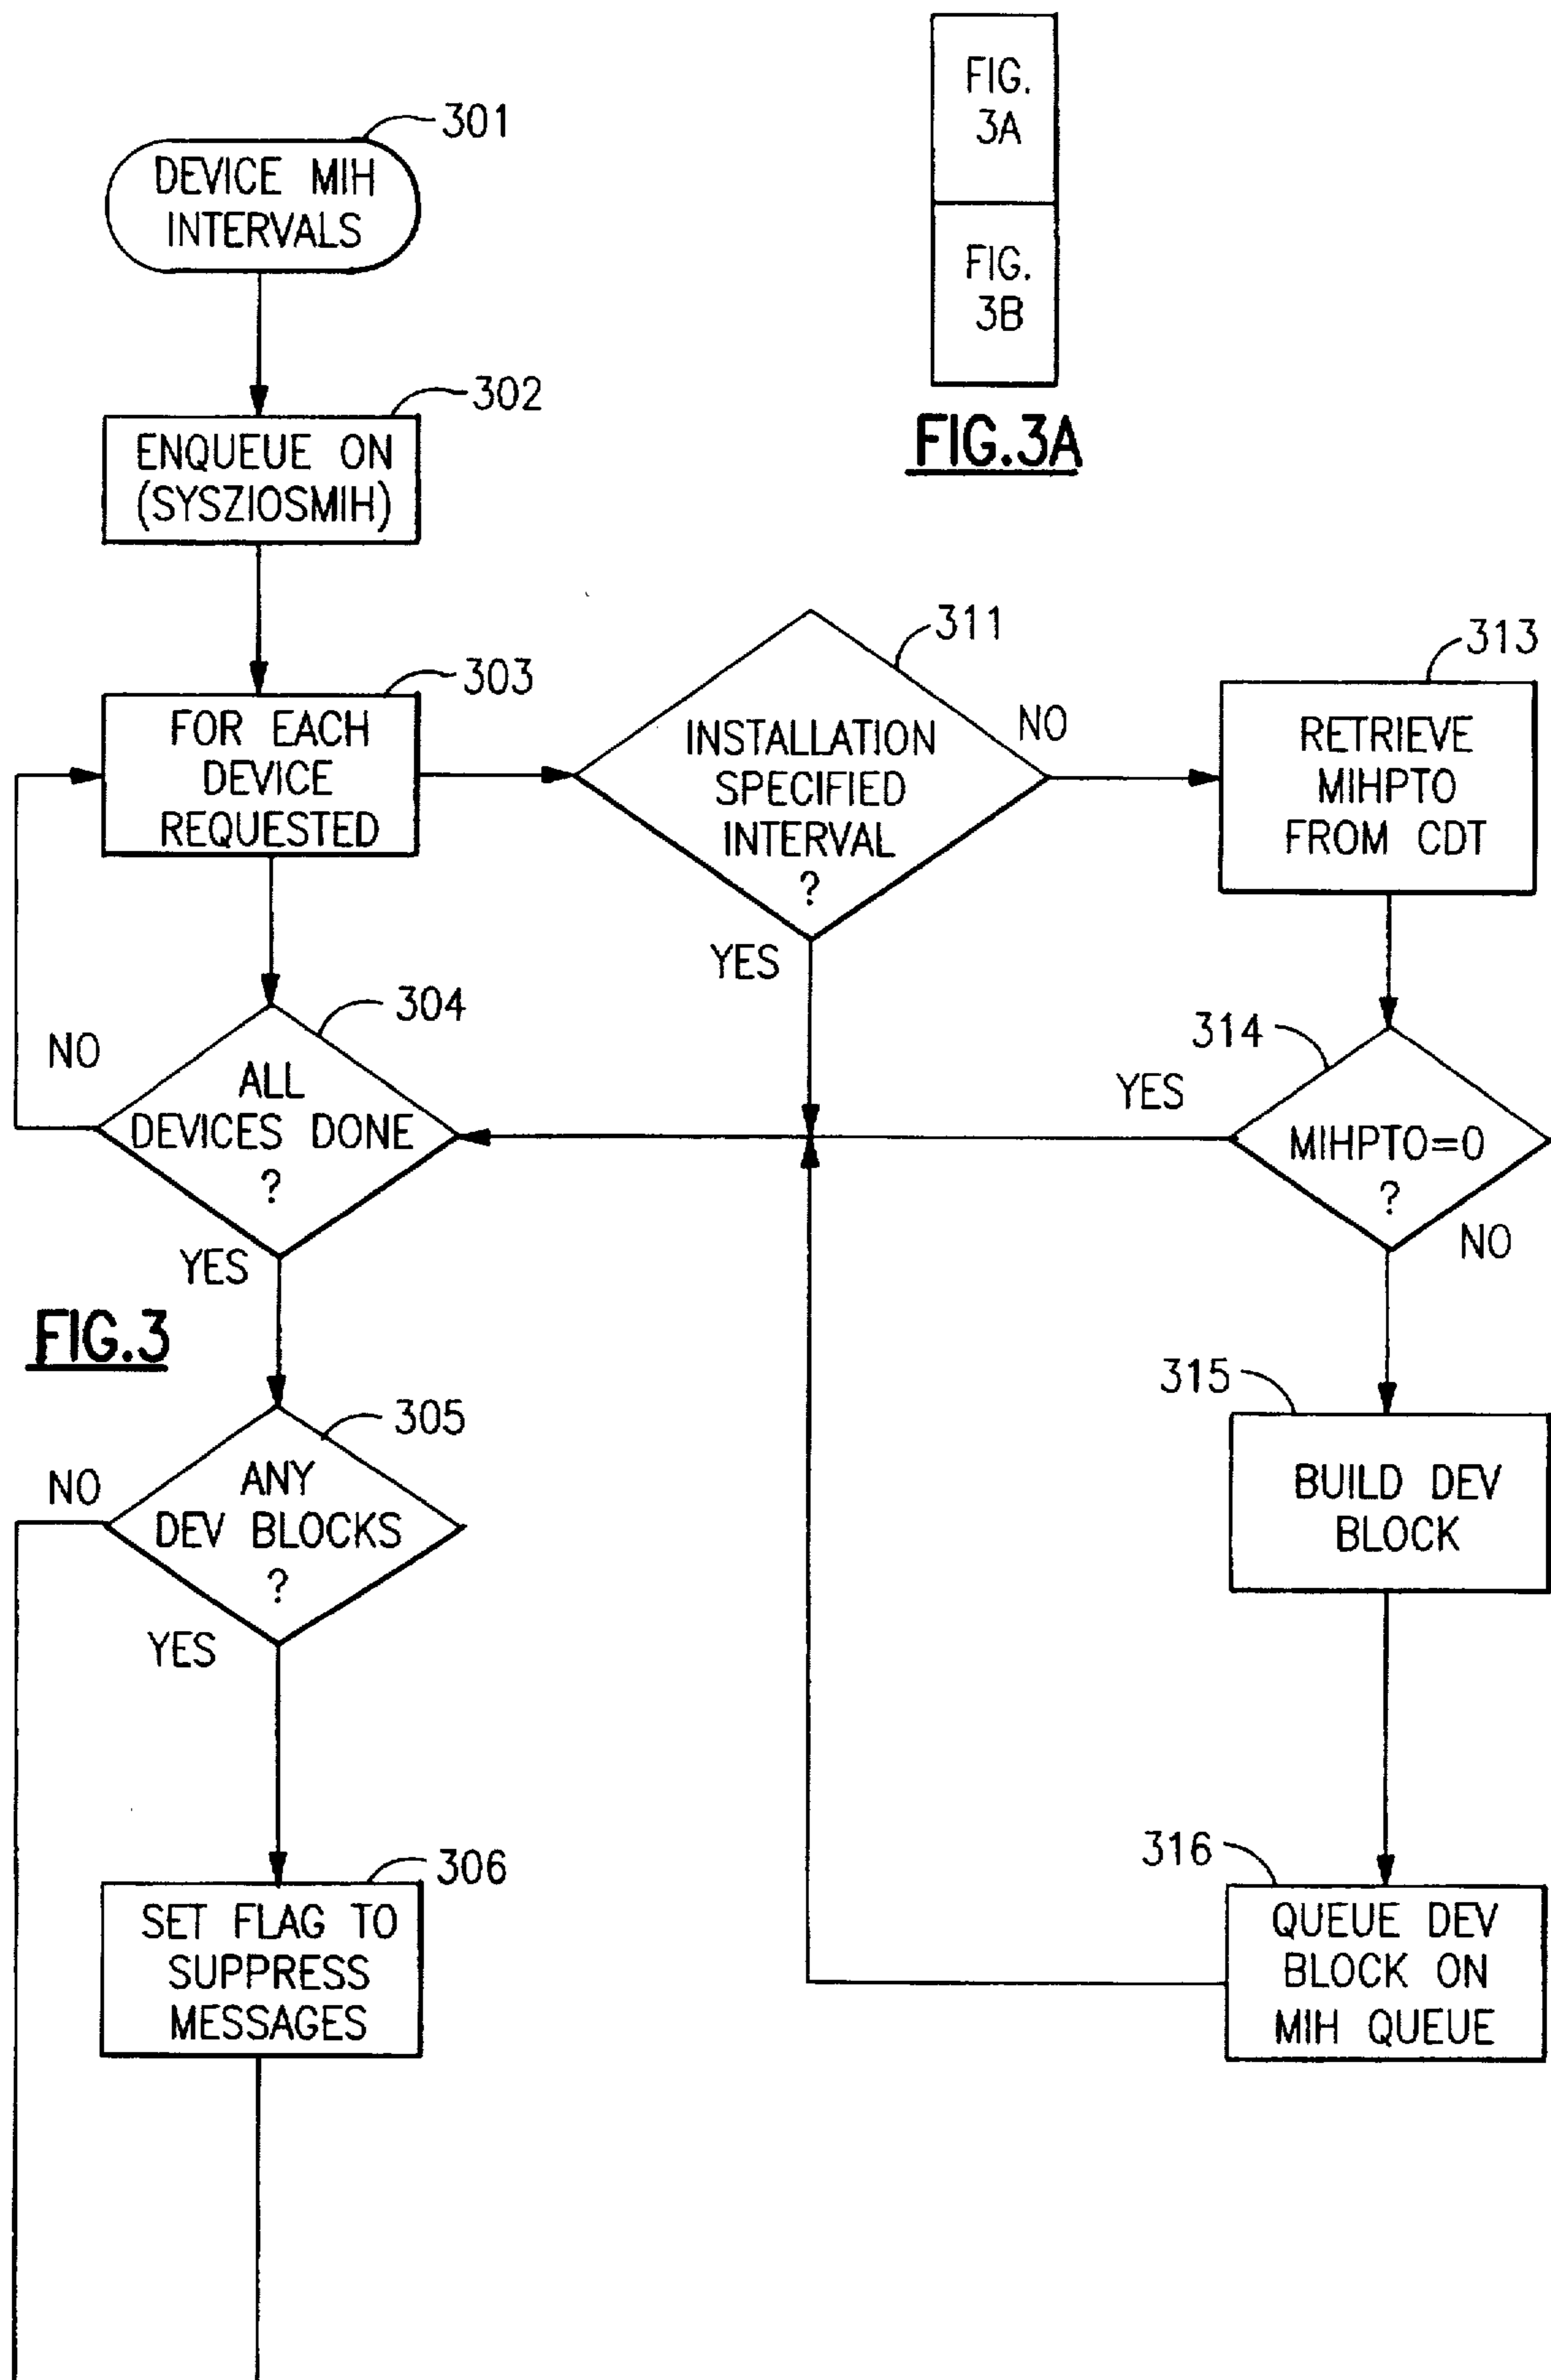 FIG.
3A
FIG.
3B
FIG.3A
301
DEVICE MIH
INTERVALS
302
ENQUEUE ON
(SYSZIOSMIH)
303
FOR EACH
DEVICE
REQUESTED
311
INSTALLATION
SPECIFIED
INTERVAL
?
NO
YES
313
RETRIEVE
MIHPTO
FROM CDT
304
ALL
DEVICES DONE
?
NO
YES
314
MIHPTO=0
?
YES
NO
FIG.3
305
ANY
DEV BLOCKS
?
NO
YES
315
BUILD DEV
BLOCK
306
SET FLAG TO
SUPPRESS
MESSAGES
316
QUEUE DEV
BLOCK ON
MIH QUEUE